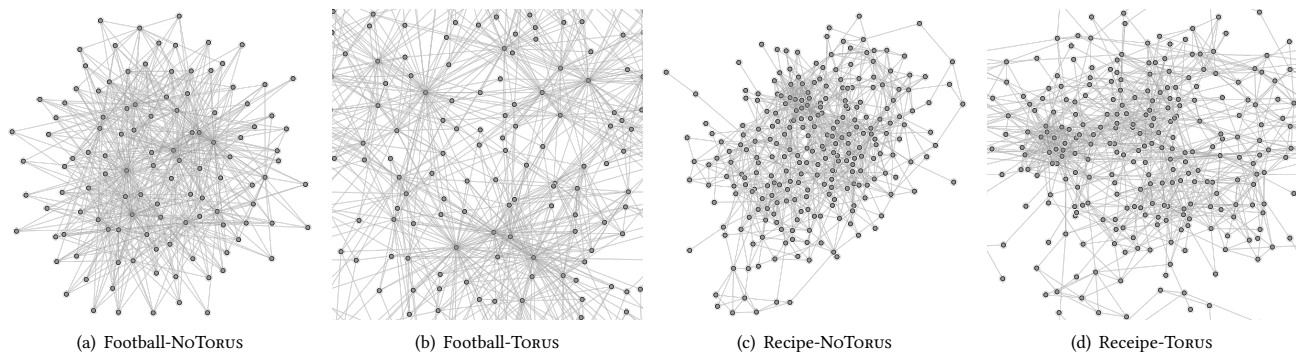 (a) Football-NoTorus
(b) Football-Torus
(c) Recipe-NoTorus
(d) Receipe-Torus